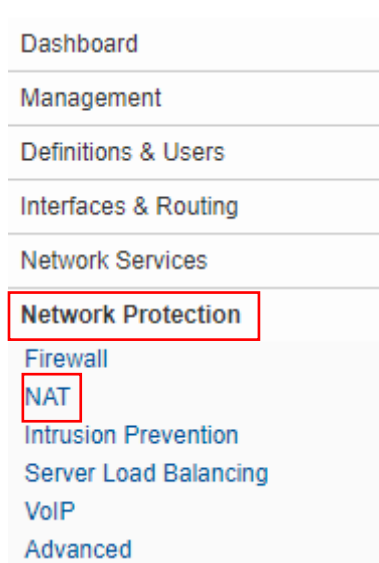 Dashboard
Management
Definitions & Users
Interfaces & Routing
Network Services
Network Protection
Firewall
NAT
Intrusion Prevention
Server Load Balancing
VoIP
Advanced